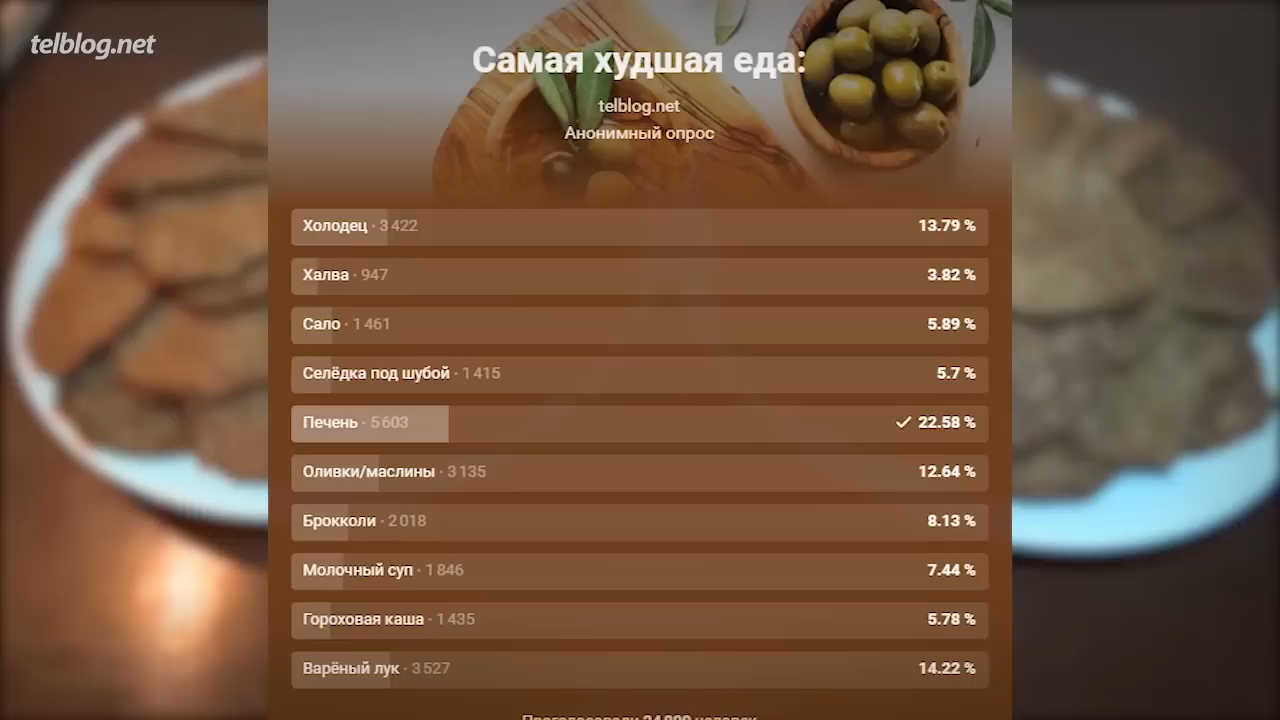 telblog.net
Самая худшая еда:
telblog.net
Анонимный опрос
Холодец · 3 422 13.79 %
Халва · 947 3.82 %
Сало · 1 461 5.89 %
Селёдка под шубой · 1 415 5.7 %
Печень · 5 603 22.58 %
Оливки/маслины · 3 135 12.64 %
Брокколи · 2 018 8.13 %
Молочный суп · 1 846 7.44 %
Гороховая каша · 1 435 5.78 %
Варёный лук · 3 527 14.22 %